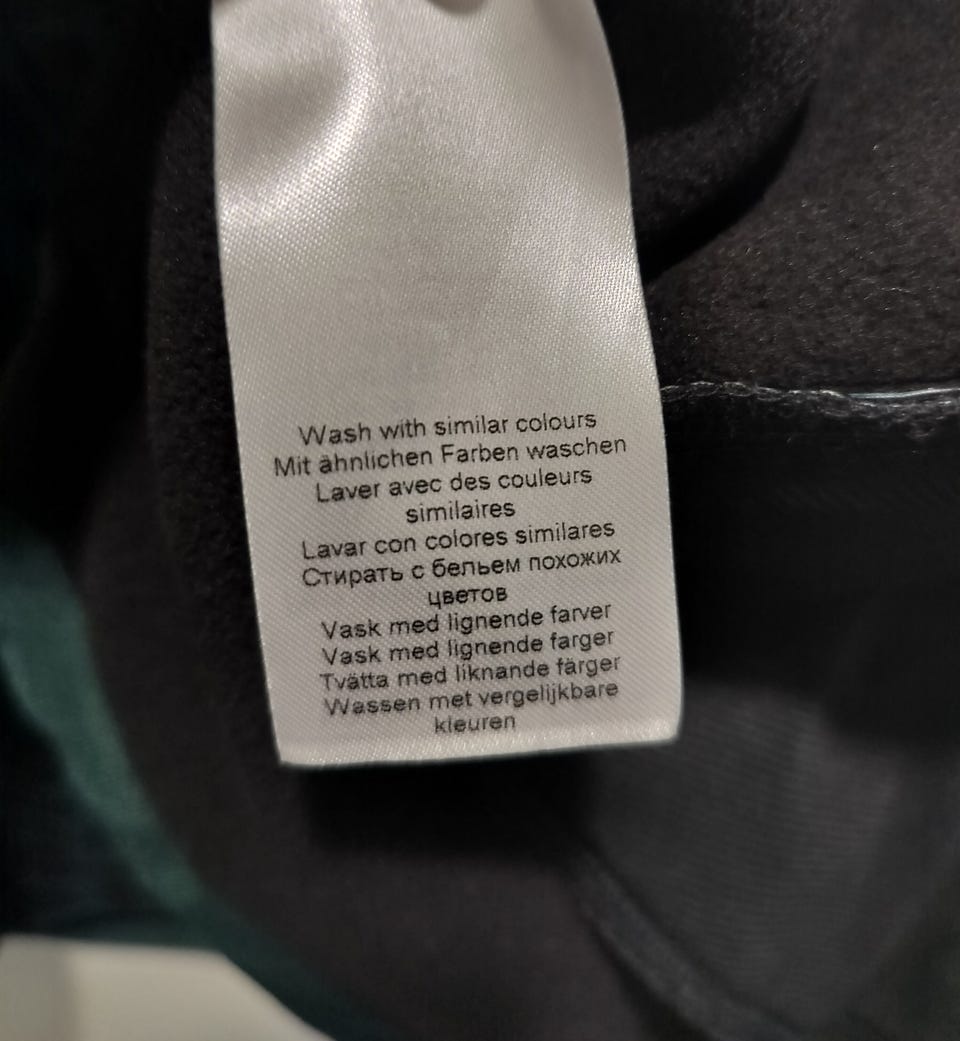 Wash with similar colours
Mit ähnlichen Farben waschen
Laver avec des couleurs
similaires
Lavar con colores similares
Стирать с бельем похожих
цветов
Vask med lignende farver
Vask med lignende farger
Tvätta med liknande färger
Wassen met vergelijkbare
kleuren